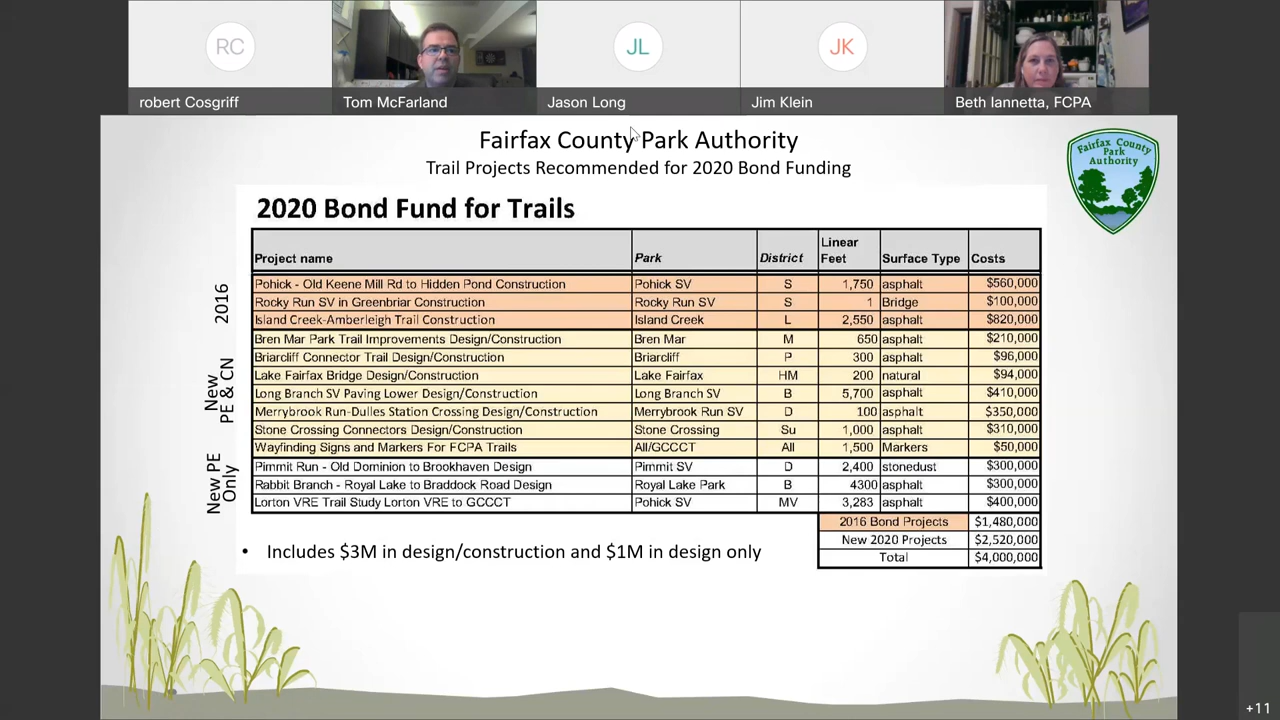 RC
JL
JK
robert Cosgriff
Tom McFarland
Jason Long
Jim Klein
Beth Iannetta, FCPA
Fairfax County Park Authority
Trail Projects Recommended for 2020 Bond Funding
Fairfax County
Park
Authority
2020 Bond Fund for Trails
Project name Park District Linear Feet Surface Type Costs
2016
Pohick - Old Keene Mill Rd to Hidden Pond Construction Pohick SV S 1,750 asphalt $560,000
Rocky Run SV in Greenbriar Construction Rocky Run SV S 1 Bridge $100,000
Island Creek-Amberleigh Trail Construction Island Creek L 2,550 asphalt $820,000
New PE & CN
Bren Mar Park Trail Improvements Design/Construction Bren Mar M 650 asphalt $210,000
Briarcliff Connector Trail Design/Construction Briarcliff P 300 asphalt $96,000
Lake Fairfax Bridge Design/Construction Lake Fairfax HM 200 natural $94,000
Long Branch SV Paving Lower Design/Construction Long Branch SV B 5,700 asphalt $410,000
Merrybrook Run-Dulles Station Crossing Design/Construction Merrybrook Run SV D 100 asphalt $350,000
Stone Crossing Connectors Design/Construction Stone Crossing Su 1,000 asphalt $310,000
Wayfinding Signs and Markers For FCPA Trails All/GCCCT All 1,500 Markers $50,000
New PE Only
Pimmit Run - Old Dominion to Brookhaven Design Pimmit SV D 2,400 stonedust $300,000
Rabbit Branch - Royal Lake to Braddock Road Design Royal Lake Park B 4300 asphalt $300,000
Lorton VRE Trail Study Lorton VRE to GCCCT Pohick SV MV 3,283 asphalt $400,000
2016 Bond Projects $1,480,000
New 2020 Projects $2,520,000
Total $4,000,000
• Includes $3M in design/construction and $1M in design only
+11